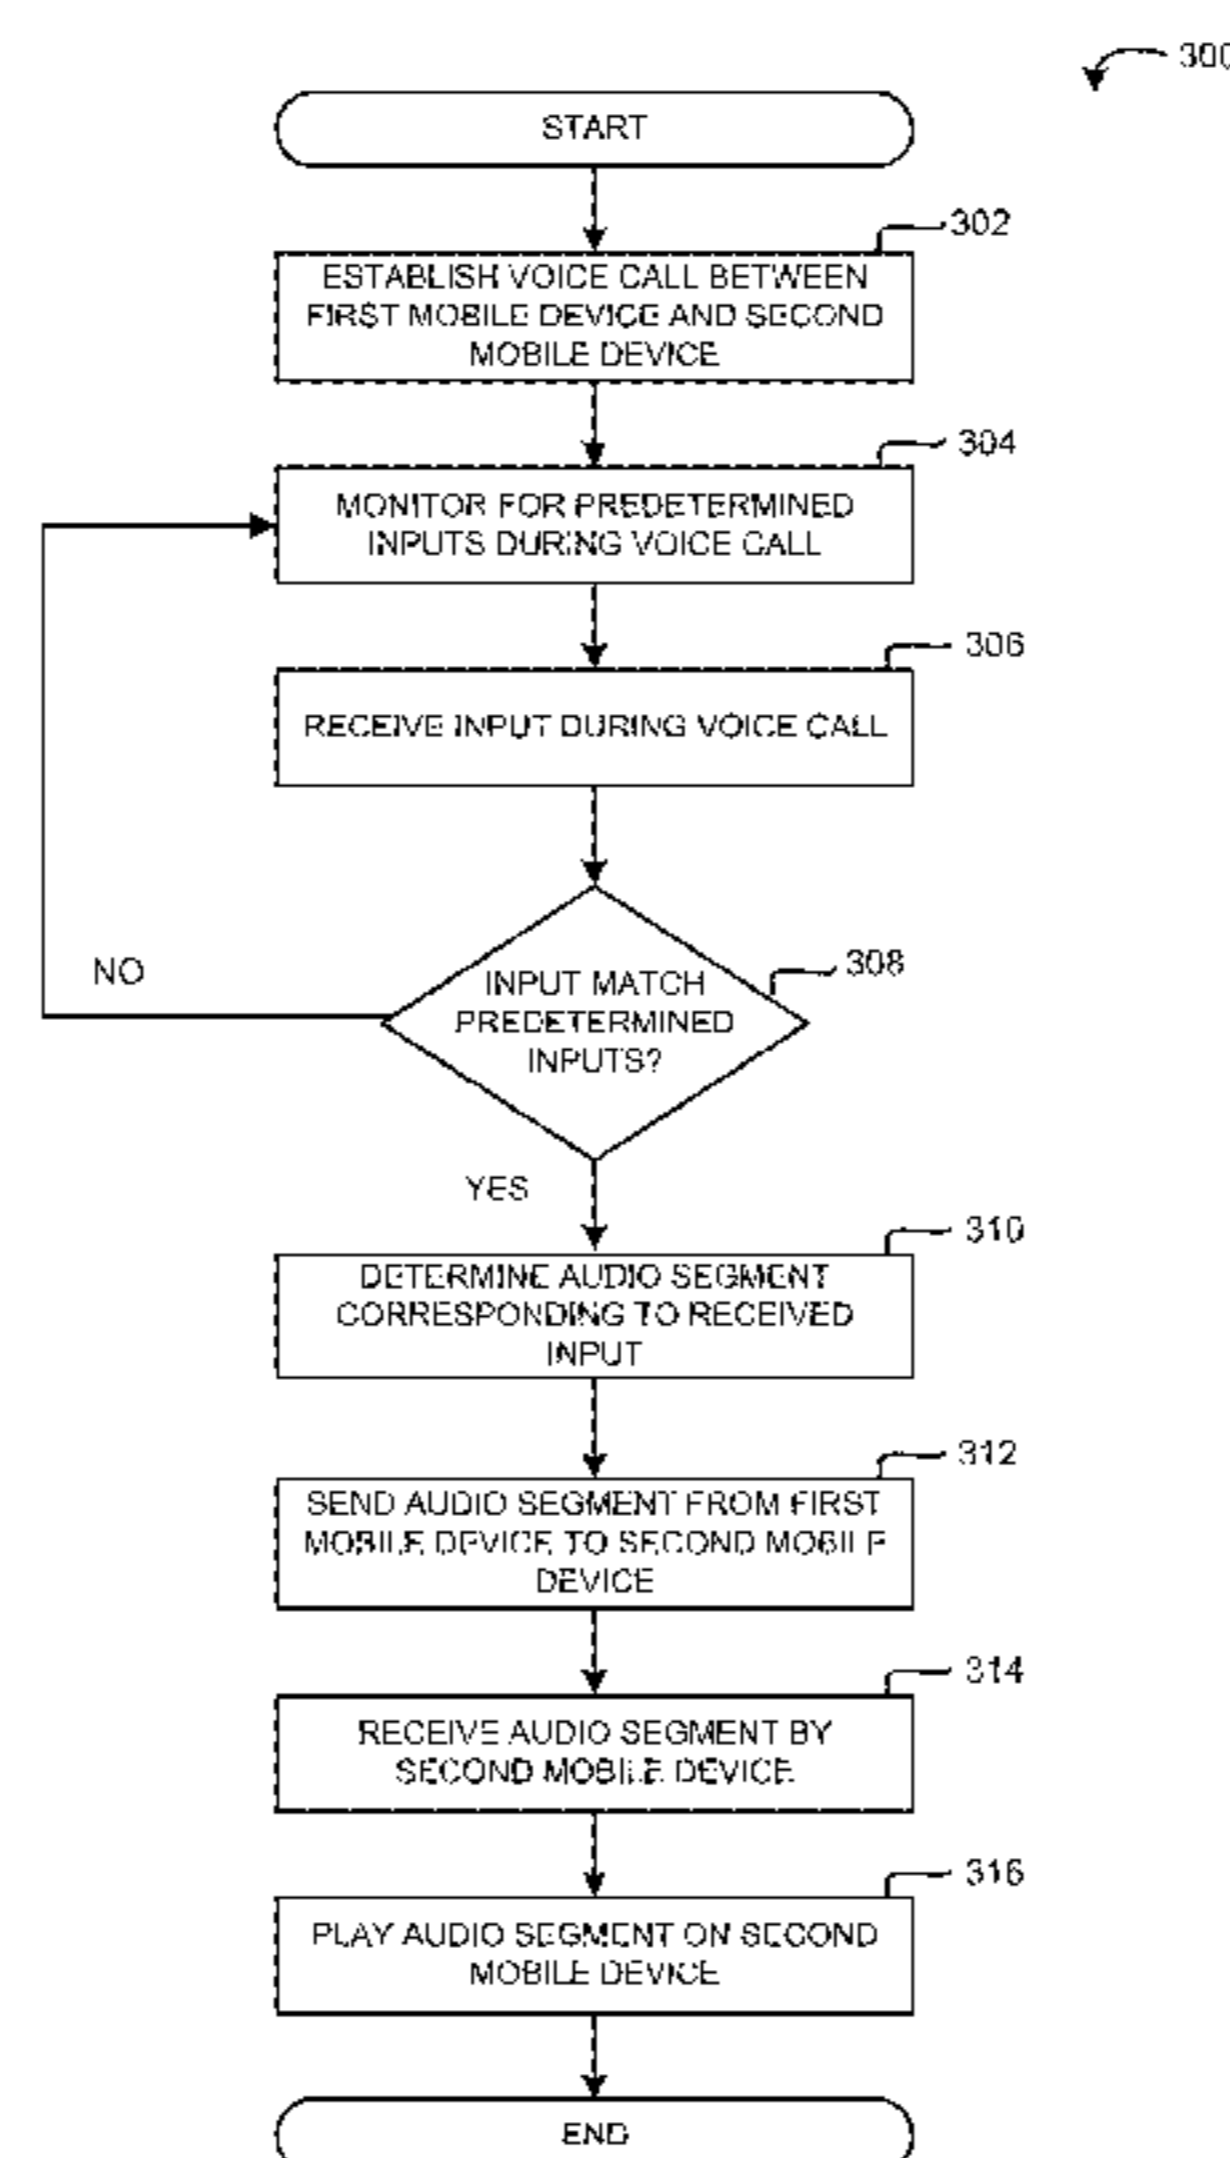 300
START
302
ESTABLISH VOICE CALL BETWEEN
FIRST MOBILE DEVICE AND SECOND
MOBILE DEVICE
304
MONITOR FOR PREDETERMINED
INPUTS DURING VOICE CALL
306
RECEIVE INPUT DURING VOICE CALL
308
INPUT MATCH
PREDETERMINED
INPUTS?
NO
YES
310
DETERMINE AUDIO SEGMENT
CORRESPONDING TO RECEIVED
INPUT
312
SEND AUDIO SEGMENT FROM FIRST
MOBILE DEVICE TO SECOND MOBILE
DEVICE
314
RECEIVE AUDIO SEGMENT BY
SECOND MOBILE DEVICE
316
PLAY AUDIO SEGMENT ON SECOND
MOBILE DEVICE
END